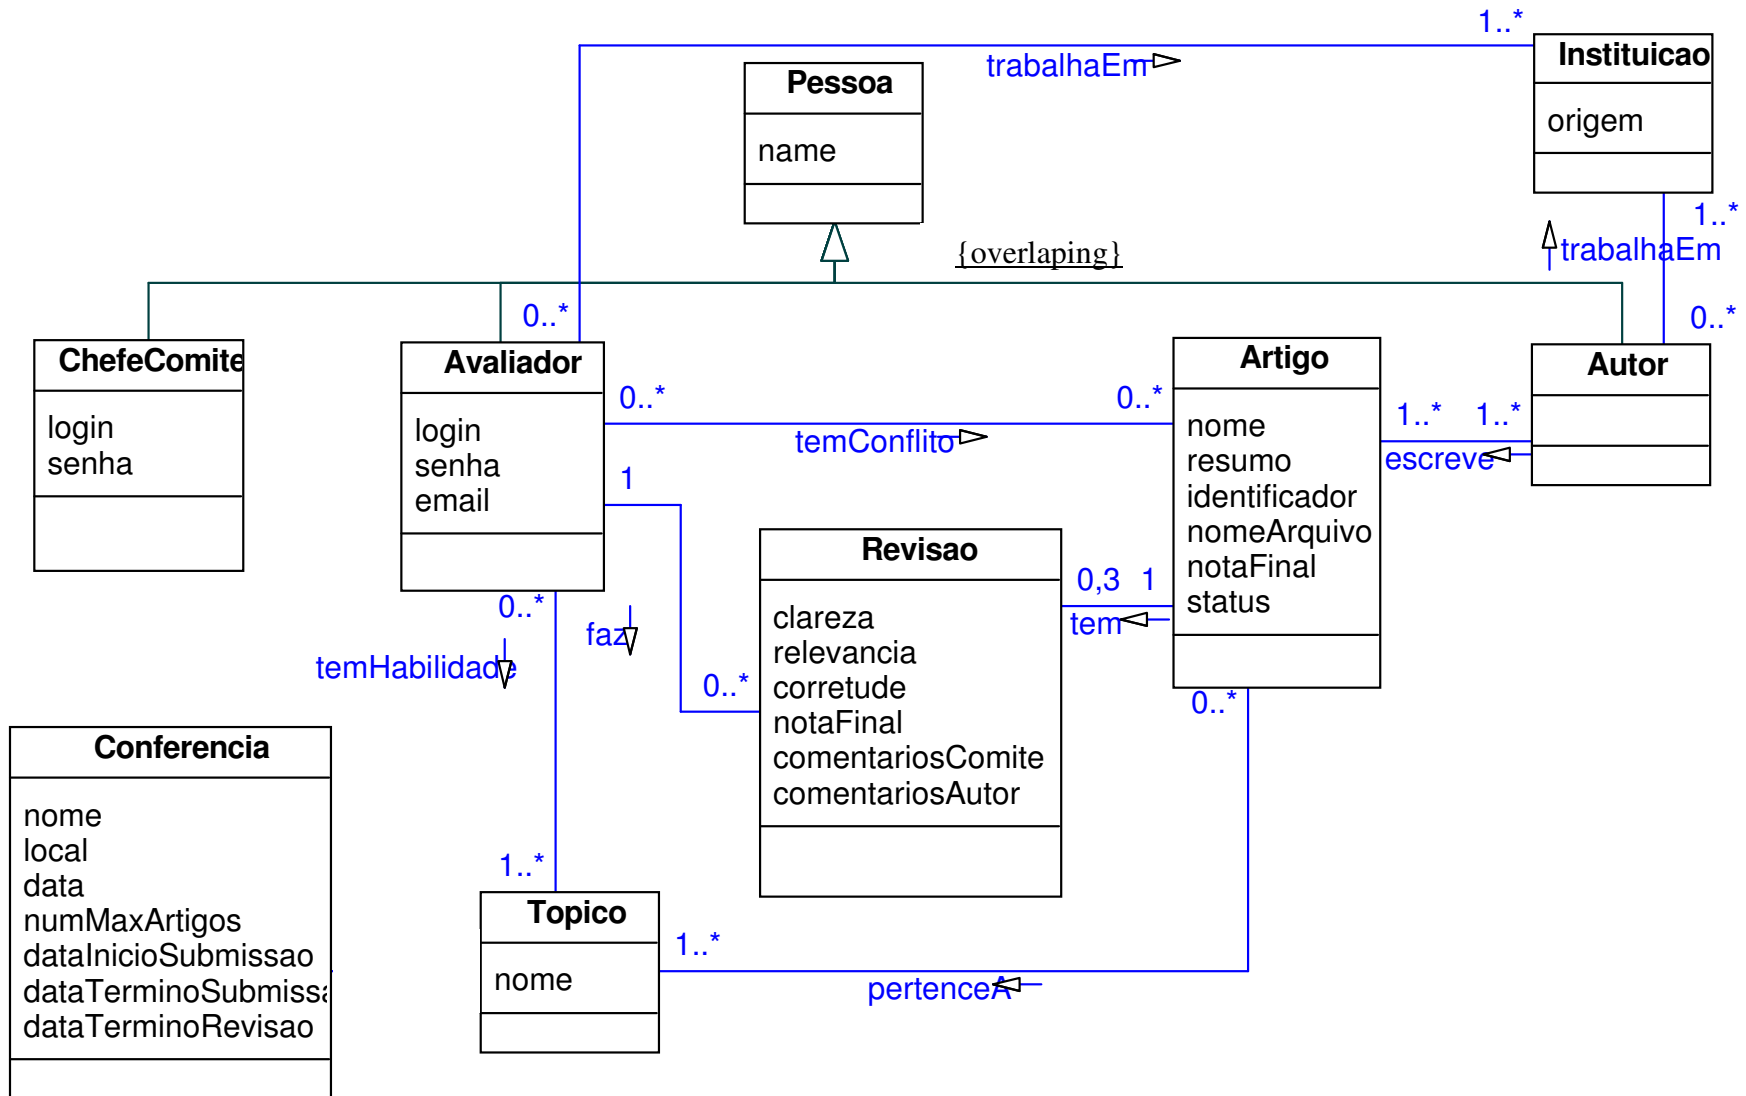 1..*
trabalhaEm
Instituicao
origem
Pessoa
name
1..*
trabalhaEm
{overlaping}
0..*
0..*
ChefeComite
login
senha
Avaliador
login
senha
email
0..*
0..*
temConflito
Artigo
nome
resumo
identificador
nomeArquivo
notaFinal
status
Autor
1..* 1..*
escreve
1
Revisao
clareza
relevancia
corretude
notaFinal
comentariosComite
comentariosAutor
0,3 1
tem
0..*
faz
temHabilidade
0..*
0..*
Conferencia
nome
local
data
numMaxArtigos
dataInicioSubmissao
dataTerminoSubmissa
dataTerminoRevisao
1..*
Topico
nome
1..*
pertenceA